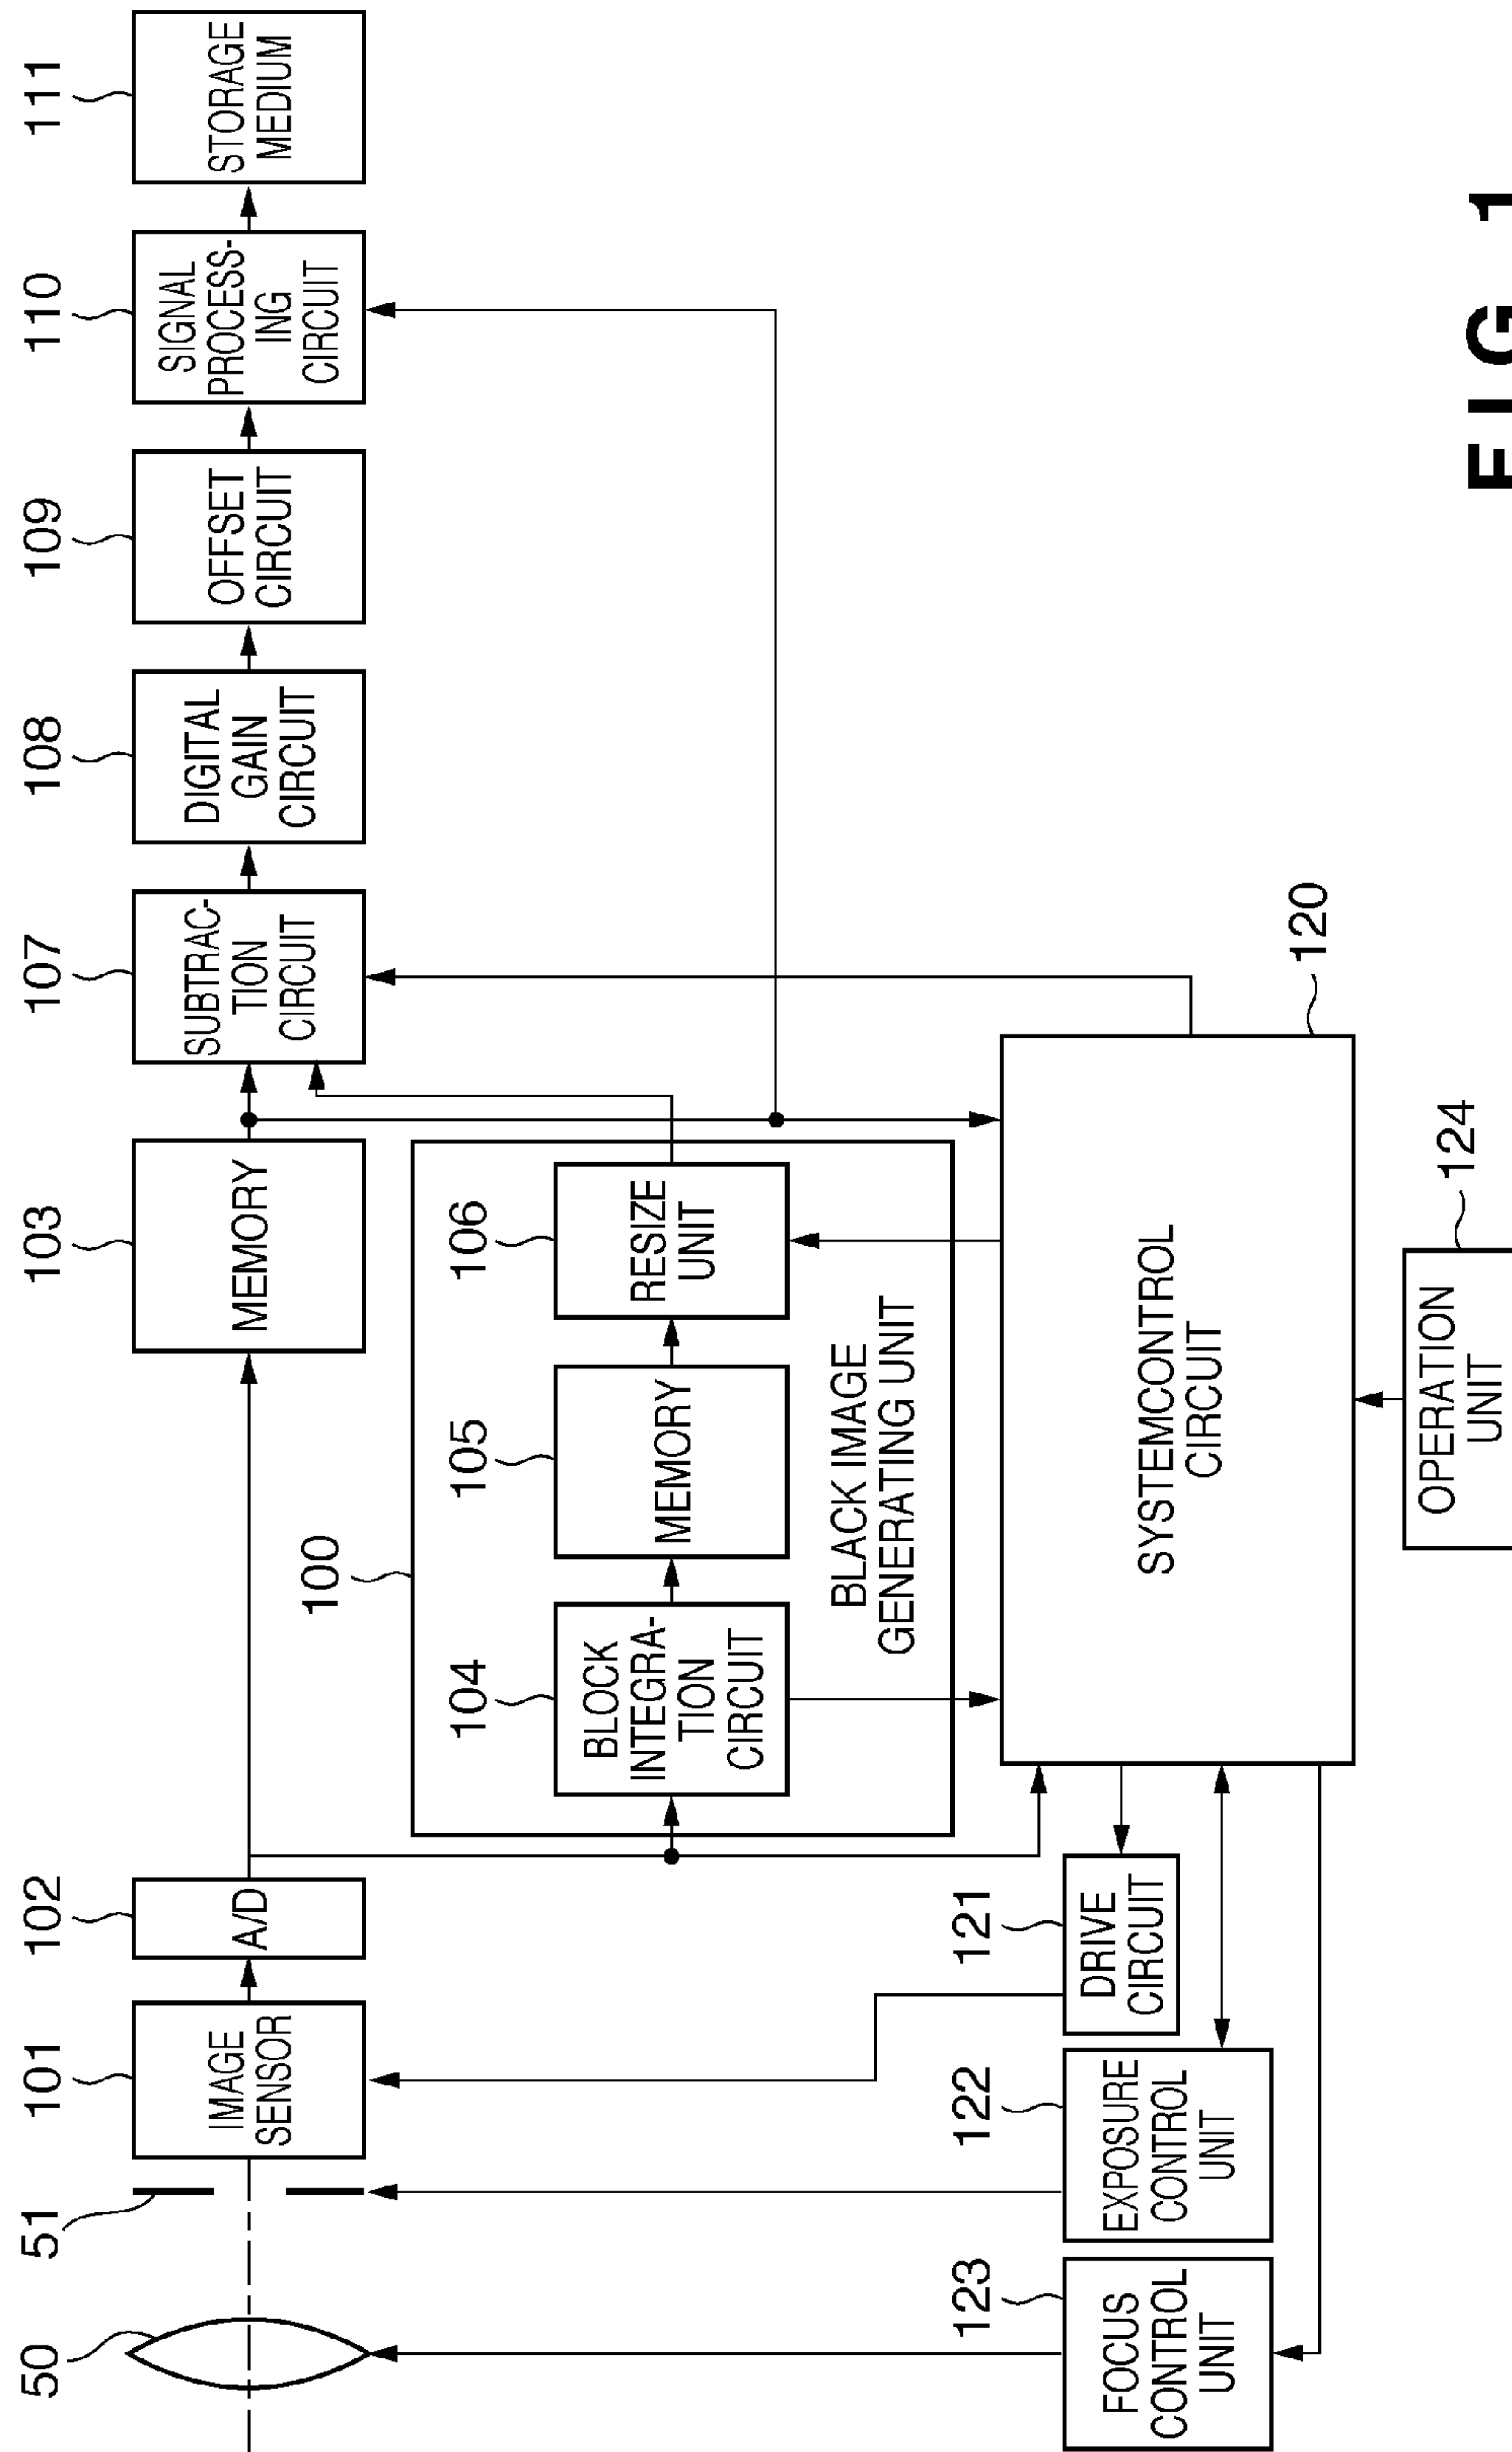 50
51
101
102
103
107
108
109
110
111
IMAGE
SENSOR
A/D
MEMORY
SUBTRAC-
TION
CIRCUIT
DIGITAL
GAIN
CIRCUIT
OFFSET
CIRCUIT
SIGNAL
PROCESS-
ING
CIRCUIT
STORAGE
MEDIUM
100
104
105
106
BLOCK
INTEGRA-
TION
CIRCUIT
MEMORY
RESIZE
UNIT
BLACK IMAGE
GENERATING UNIT
123
122
121
120
FOCUS
CONTROL
UNIT
EXPOSURE
CONTROL
UNIT
DRIVE
CIRCUIT
SYSTEMCONTROL
CIRCUIT
124
OPERATION
UNIT
FIG. 1